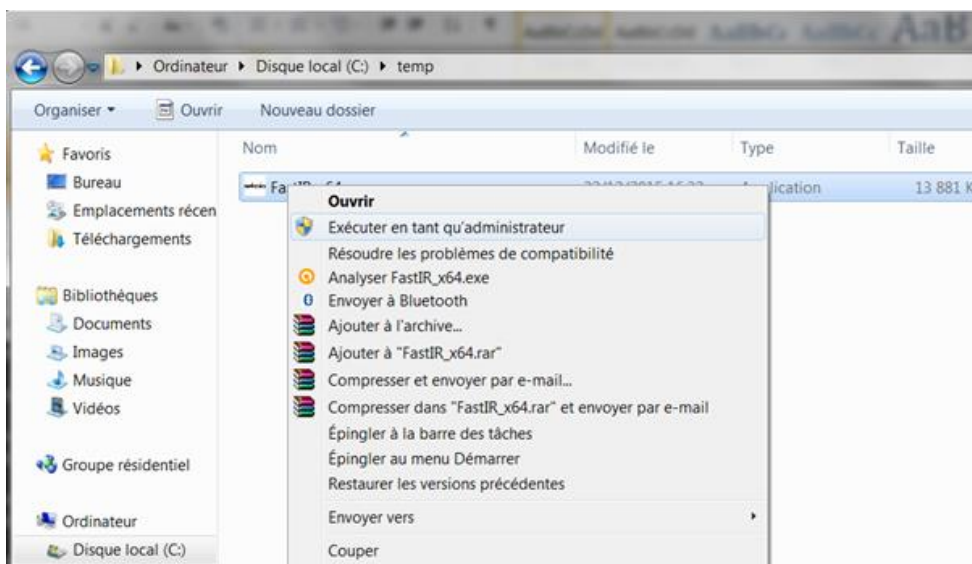 Ordinateur Disque local (C:) temp
Organiser Ouvrir Nouveau dossier
Nom Modifié le Type Taille
Favoris
Bureau
Emplacements récen
Téléchargements
Bibliothèques
Documents
Images
Musique
Vidéos
Groupe résidentiel
Ordinateur
Disque local (C:)
13 881 K
Ouvrir
Exécuter en tant qu'administrateur
Résoudre les problèmes de compatibilité
Analyser FastIR_x64.exe
Envoyer à Bluetooth
Ajouter à l'archive...
Ajouter à "FastIR_x64.rar"
Compresser et envoyer par e-mail...
Compresser dans "FastIR_x64.rar" et envoyer par e-mail
Épingler à la barre des tâches
Épingler au menu Démarrer
Restaurer les versions précédentes
Envoyer vers
Couper